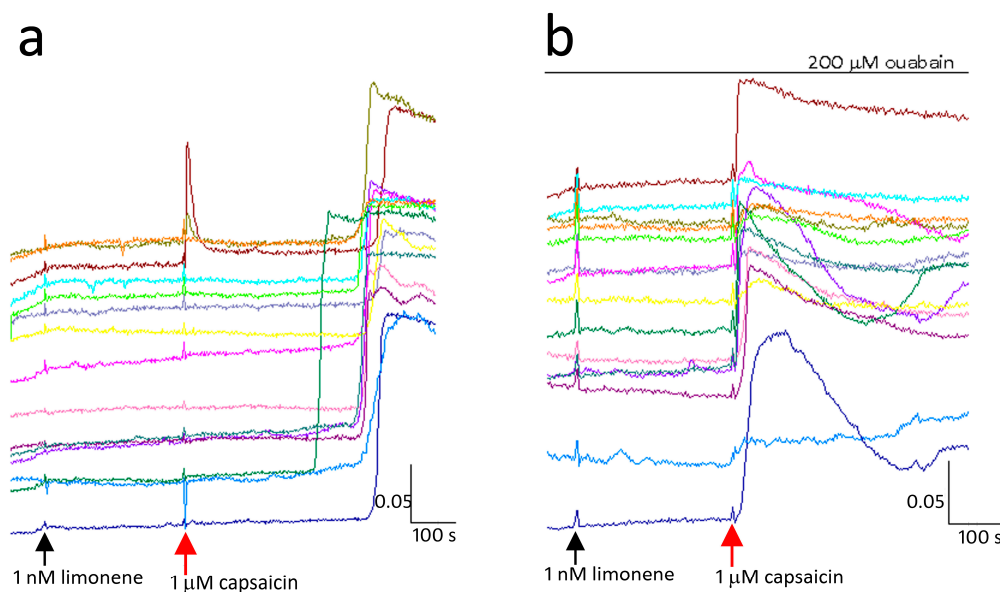 a
b
200 μM ouabain
0.05
100 s
0.05
100 s
1 nM limonene
1 μM capsaicin
1 nM limonene
1 μM capsaicin